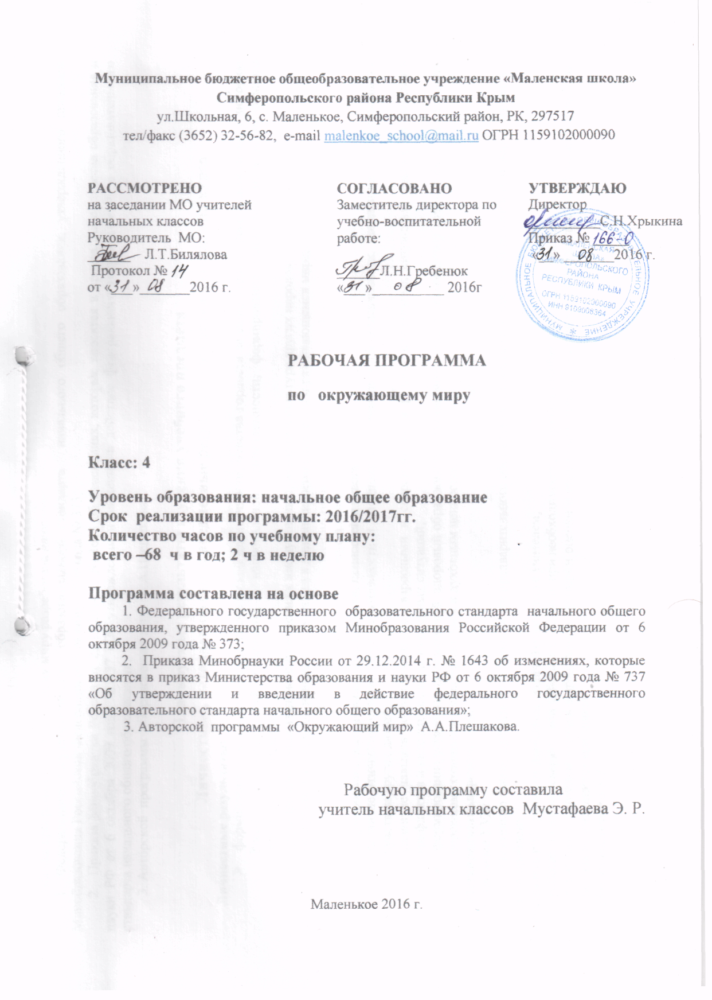 Муниципальное бюджетное общеобразовательное учреждение «Маленская школа»
Симферопольского района Республики Крым
ул.Школьная, 6, с. Маленькое, Симферопольский район, РК, 297517
тел/факс (3652) 32-56-82, e-mail malenkoe_school@mail.ru ОГРН 1159102000090
РАССМОТРЕНО
на заседании МО учителей
начальных классов
Руководитель МО:
________ Л.Т.Билялова
Протокол № 14
от «31» 08 2016 г.
СОГЛАСОВАНО
Заместитель директора по
учебно-воспитательной
работе:
______Л.Н.Гребенюк
«31» 08 2016г
УТВЕРЖДАЮ
Директор
__________С.Н.Хрыкина
Приказ № 166-О
«31» 08 2016 г.
МУНИЦИПАЛЬНОЕ БЮДЖЕТНОЕ ОБЩЕОБРАЗОВАТЕЛЬНОЕ УЧРЕЖДЕНИЕ
СИМФЕРОПОЛЬСКОГО
РАЙОНА
РЕСПУБЛИКИ КРЫМ
ОГРН 1159102000090
ИНН 9109008364
РАБОЧАЯ ПРОГРАММА
по окружающему миру
Класс: 4
Уровень образования: начальное общее образование
Срок реализации программы: 2016/2017гг.
Количество часов по учебному плану:
всего –68 ч в год; 2 ч в неделю
Программа составлена на основе
1. Федерального государственного образовательного стандарта начального общего
образования, утвержденного приказом Минобразования Российской Федерации от 6
октября 2009 года № 373;
2. Приказа Минобрнауки России от 29.12.2014 г. № 1643 об изменениях, которые
вносятся в приказ Министерства образования и науки РФ от 6 октября 2009 года № 737
«Об утверждении и введении в действие федерального государственного
образовательного стандарта начального общего образования»;
3. Авторской программы «Окружающий мир» А.А.Плешакова.
Рабочую программу составила
учитель начальных классов Мустафаева Э. Р.
Маленькое 2016 г.